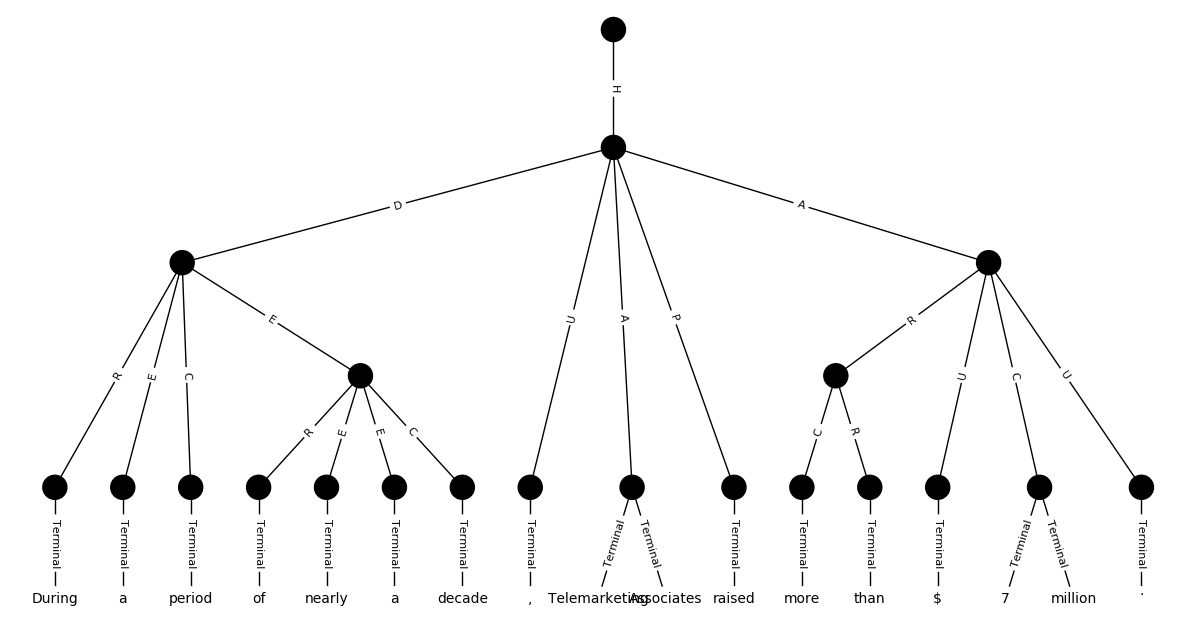 H
D A
U A P
R E C E R U C U
R E E C C R
Terminal Terminal Terminal Terminal Terminal Terminal Terminal Terminal Terminal Terminal Terminal Terminal Terminal Terminal Terminal Terminal Terminal
During a period of nearly a decade , Telemarketing Associates raised more than $ 7 million .